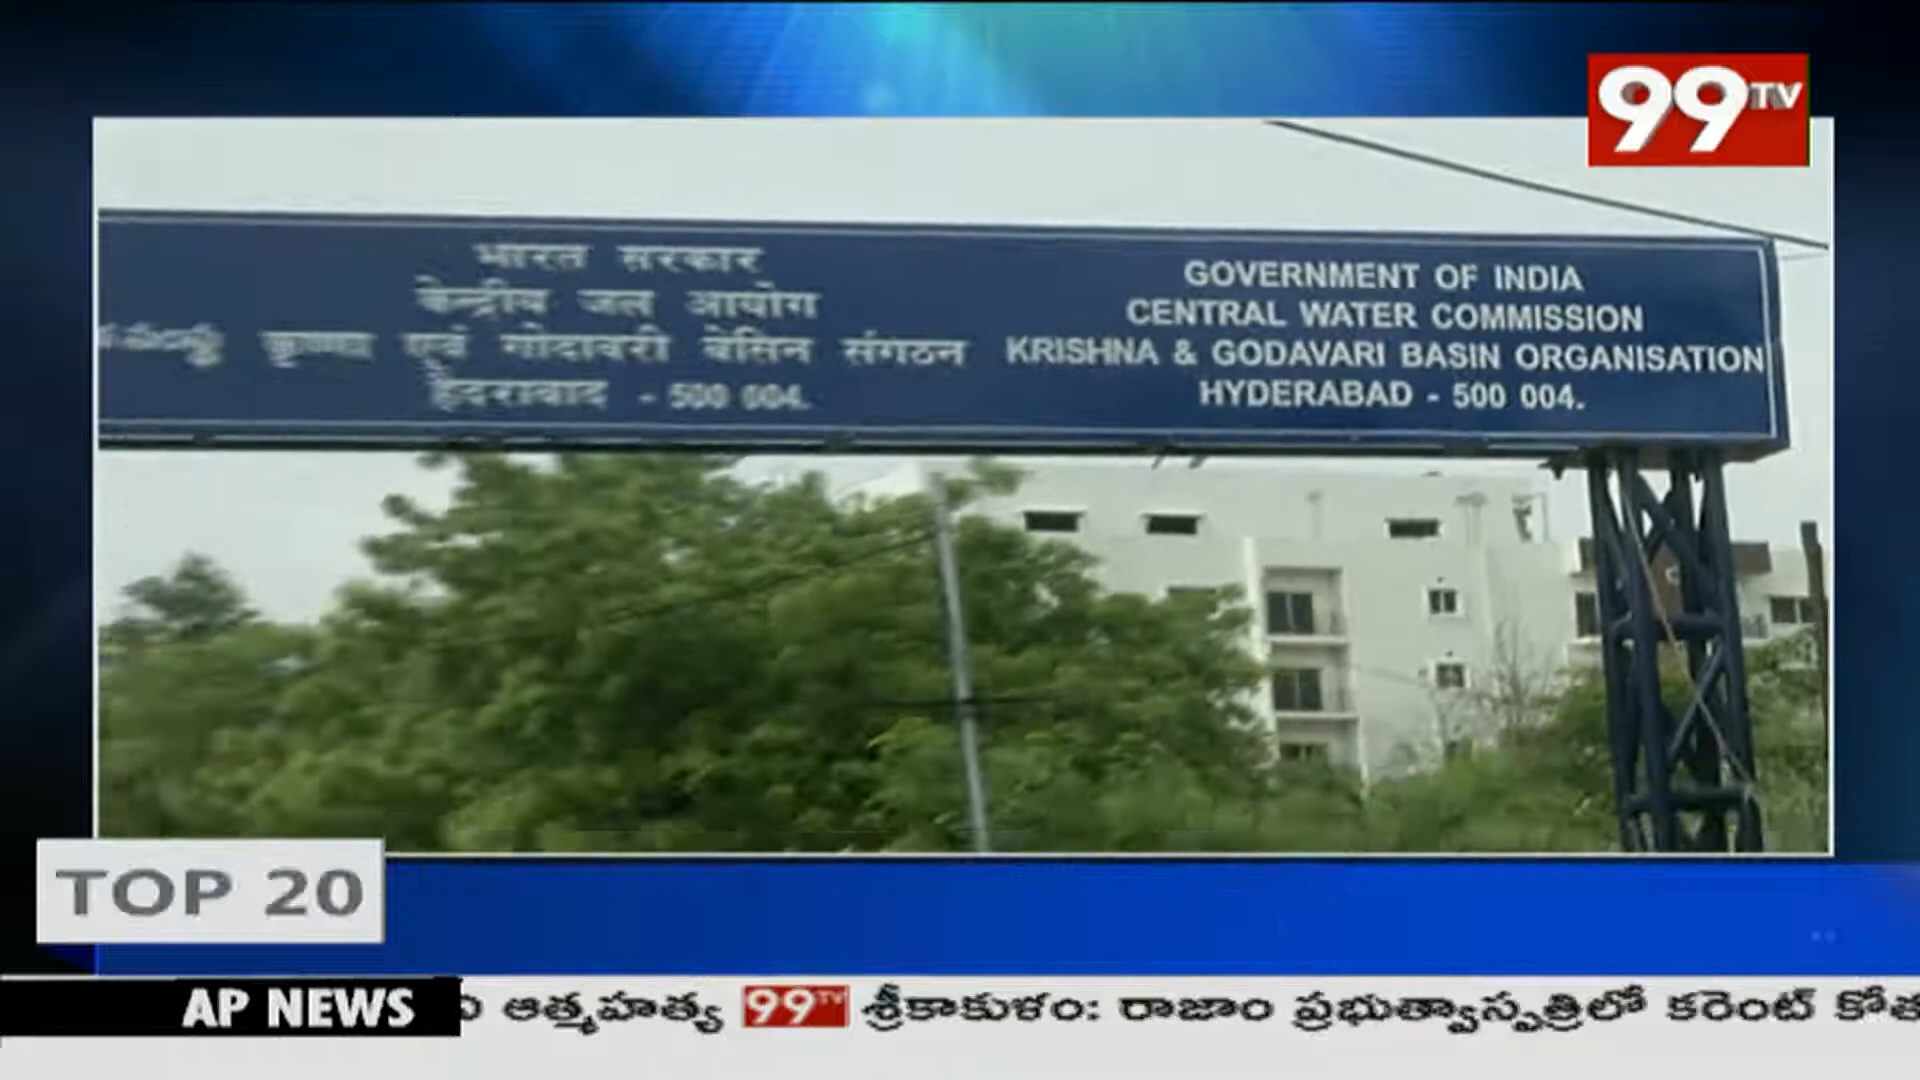 99TV
भारत सरकार
केन्द्रीय जल आयोग
कृष्णा एवं गोदावरी बेसिन संगठन
हैदराबाद - 500 004.
GOVERNMENT OF INDIA
CENTRAL WATER COMMISSION
KRISHNA & GODAVARI BASIN ORGANISATION
HYDERABAD - 500 004.
TOP 20
AP NEWS ఆత్మహత్య 99TV శ్రీకాకుళం: రాజాం ప్రభుత్వాస్పత్రిలో కరెంట్